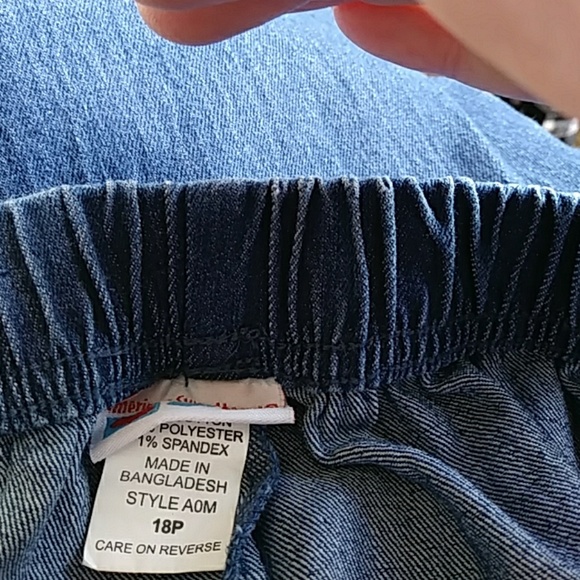 POLYESTER
1% SPANDEX
MADE IN
BANGLADESH
STYLE A0M
18P
CARE ON REVERSE